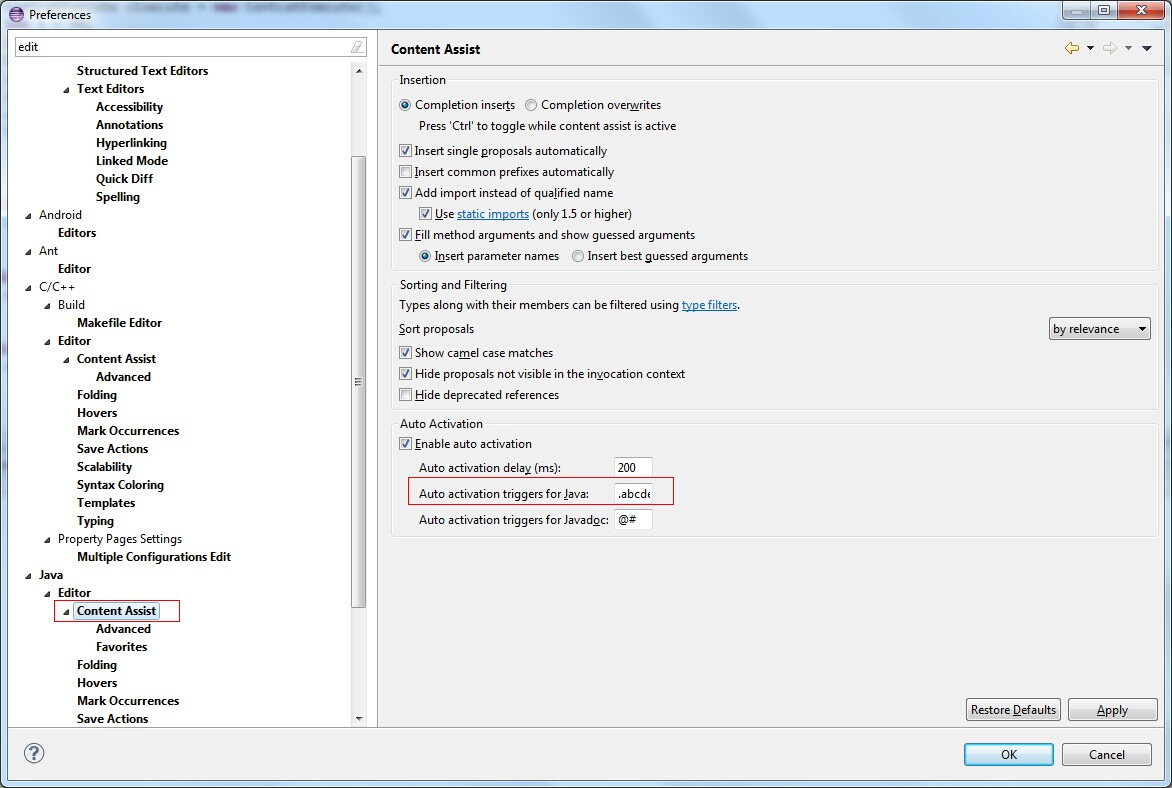 Preferences
edit
Structured Text Editors
Text Editors
Accessibility
Annotations
Hyperlinking
Linked Mode
Quick Diff
Spelling
Android
Editors
Ant
Editor
C/C++
Build
Makefile Editor
Editor
Content Assist
Advanced
Folding
Hovers
Mark Occurrences
Save Actions
Scalability
Syntax Coloring
Templates
Typing
Property Pages Settings
Multiple Configurations Edit
Java
Editor
Content Assist
Advanced
Favorites
Folding
Hovers
Mark Occurrences
Save Actions
Content Assist
Insertion
Completion inserts Completion overwrites
Press 'Ctrl' to toggle while content assist is active
Insert single proposals automatically
Insert common prefixes automatically
Add import instead of qualified name
Use static imports (only 1.5 or higher)
Fill method arguments and show guessed arguments
Insert parameter names Insert best guessed arguments
Sorting and Filtering
Types along with their members can be filtered using type filters.
Sort proposals by relevance
Show camel case matches
Hide proposals not visible in the invocation context
Hide deprecated references
Auto Activation
Enable auto activation
Auto activation delay (ms): 200
Auto activation triggers for Java: .abcde
Auto activation triggers for Javadoc: @#
Restore Defaults Apply
OK Cancel